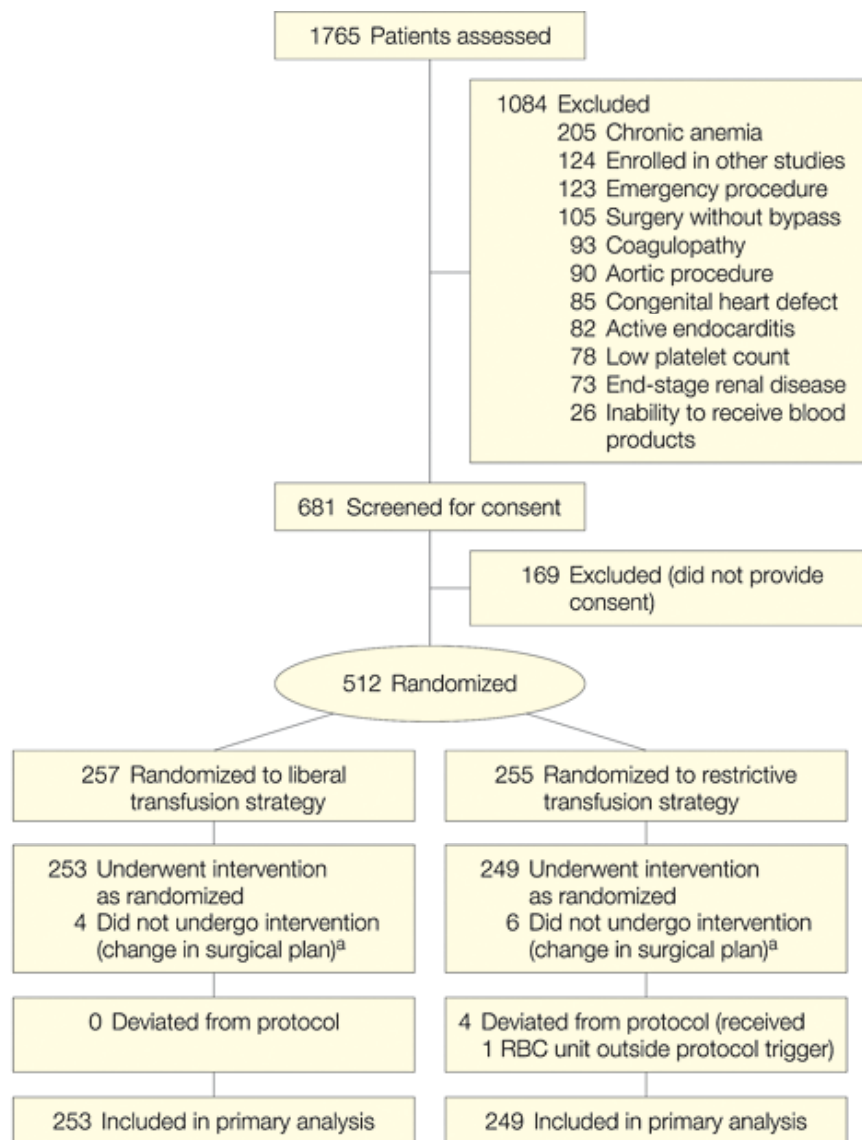 1765 Patients assessed
1084 Excluded
205 Chronic anemia
124 Enrolled in other studies
123 Emergency procedure
105 Surgery without bypass
93 Coagulopathy
90 Aortic procedure
85 Congenital heart defect
82 Active endocarditis
78 Low platelet count
73 End-stage renal disease
26 Inability to receive blood
products
681 Screened for consent
169 Excluded (did not provide
consent)
512 Randomized
257 Randomized to liberal
transfusion strategy
255 Randomized to restrictive
transfusion strategy
253 Underwent intervention
as randomized
4 Did not undergo intervention
(change in surgical plan)ᵃ
249 Underwent intervention
as randomized
6 Did not undergo intervention
(change in surgical plan)ᵃ
0 Deviated from protocol
4 Deviated from protocol (received
1 RBC unit outside protocol trigger)
253 Included in primary analysis
249 Included in primary analysis